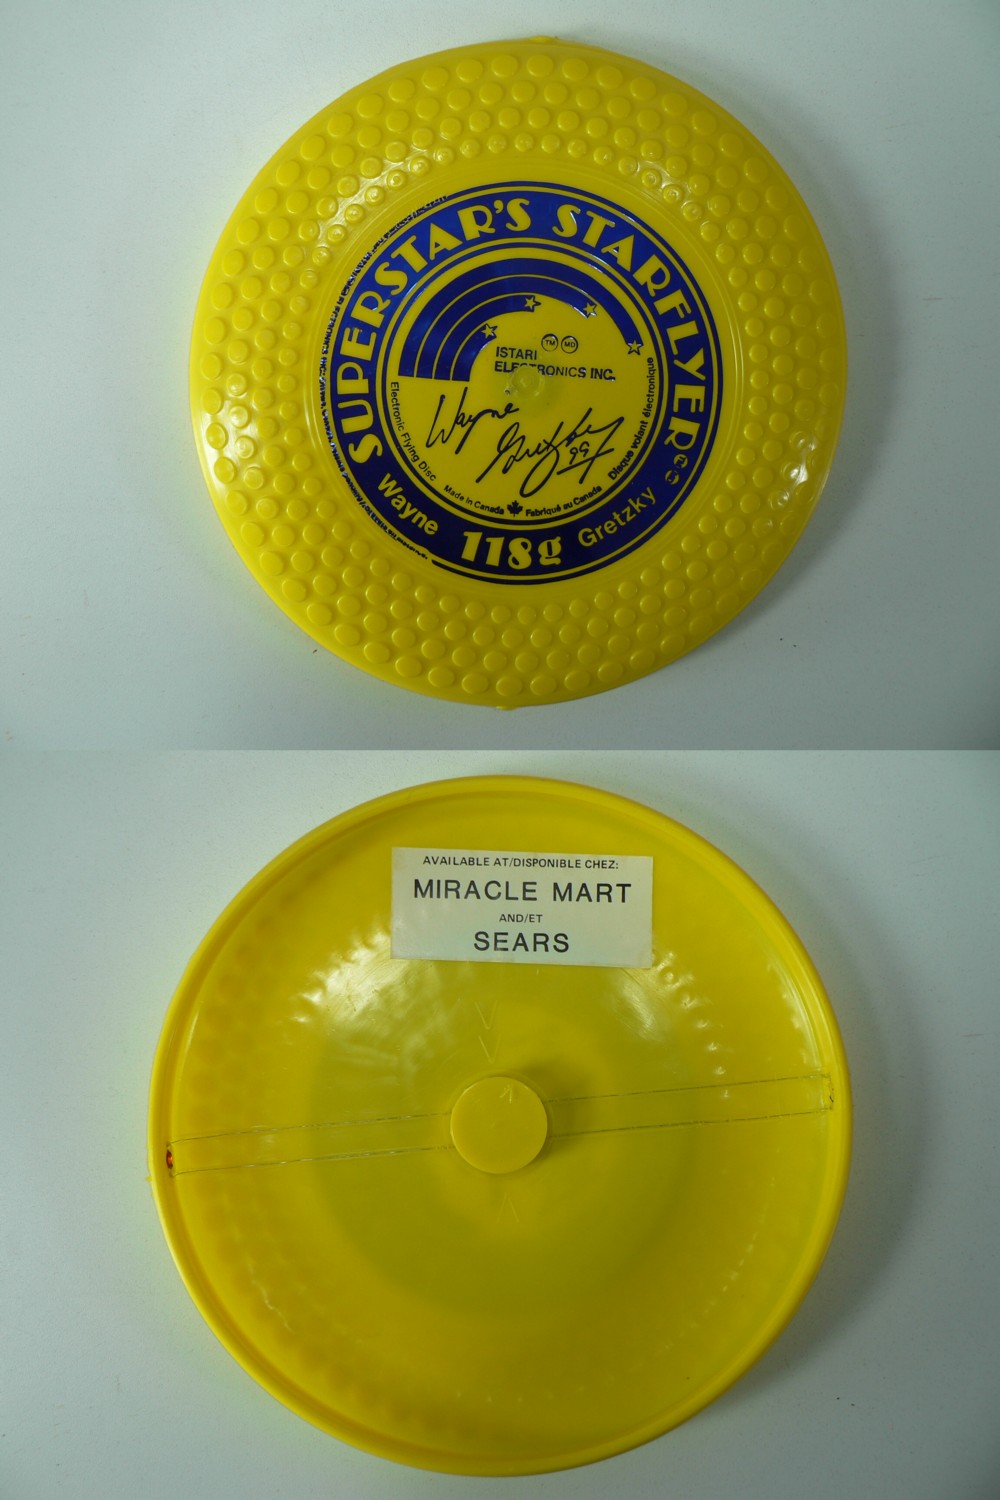 SUPERSTAR'S STARFLYER
ISTARI TM MD
ELECTRONICS INC.
Wayne
Gretzky
99
Electronic Flying Disc
Made in Canada Fabriqué au Canada
Disque volant électronique
Wayne 118g Gretzky
AVAILABLE AT/DISPONIBLE CHEZ:
MIRACLE MART
AND/ET
SEARS